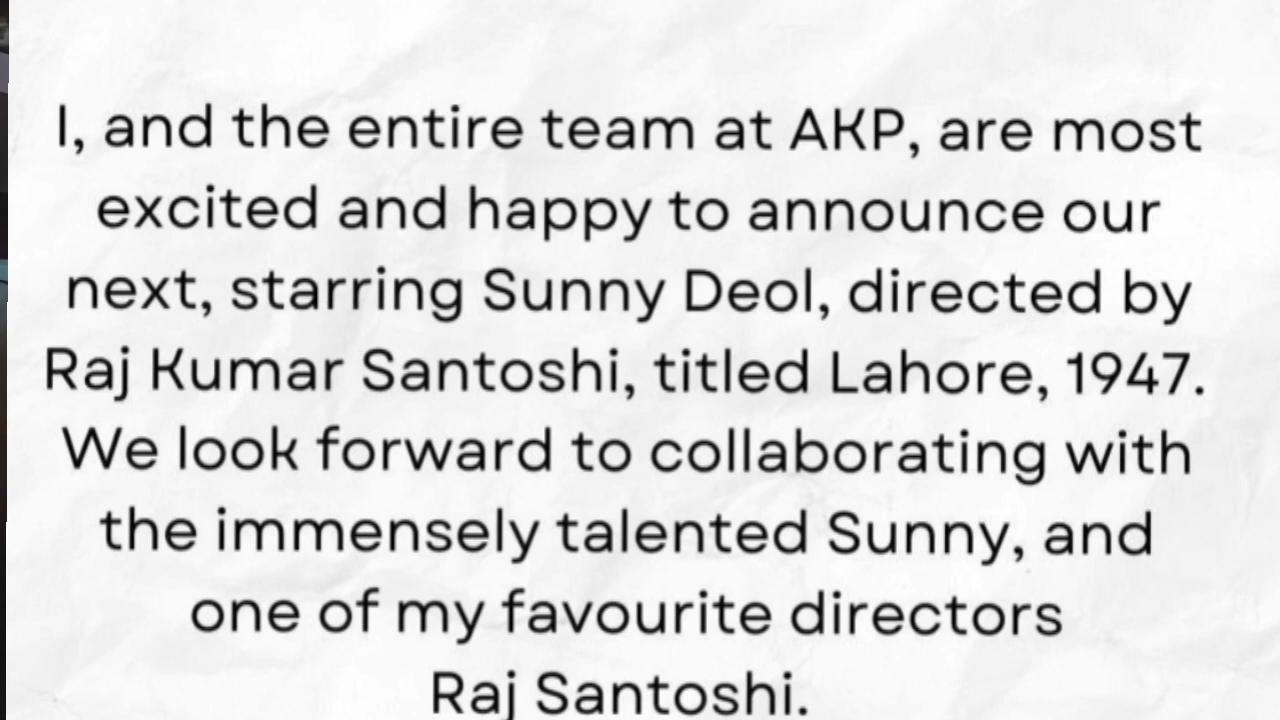 I, and the entire team at AKP, are most
excited and happy to announce our
next, starring Sunny Deol, directed by
Raj Kumar Santoshi, titled Lahore, 1947.
We look forward to collaborating with
the immensely talented Sunny, and
one of my favourite directors
Raj Santoshi.